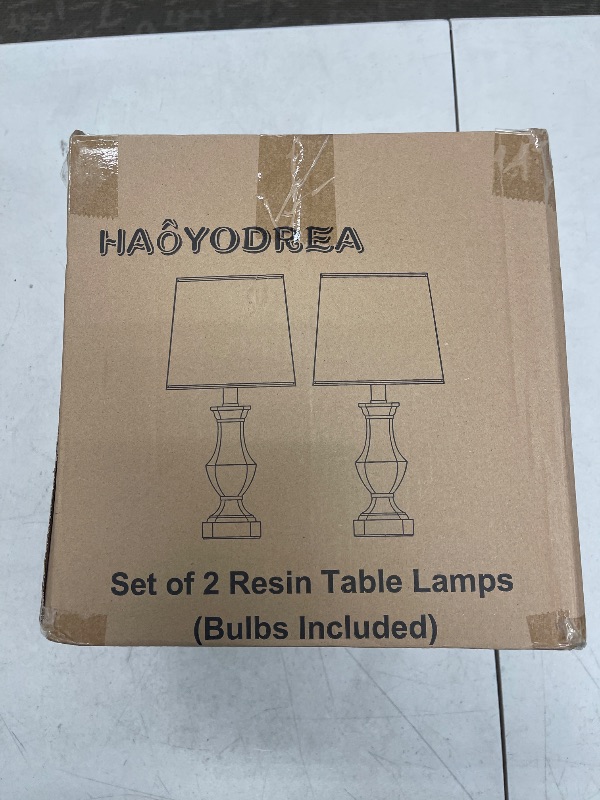 HAÔYODREA
Set of 2 Resin Table Lamps
(Bulbs Included)